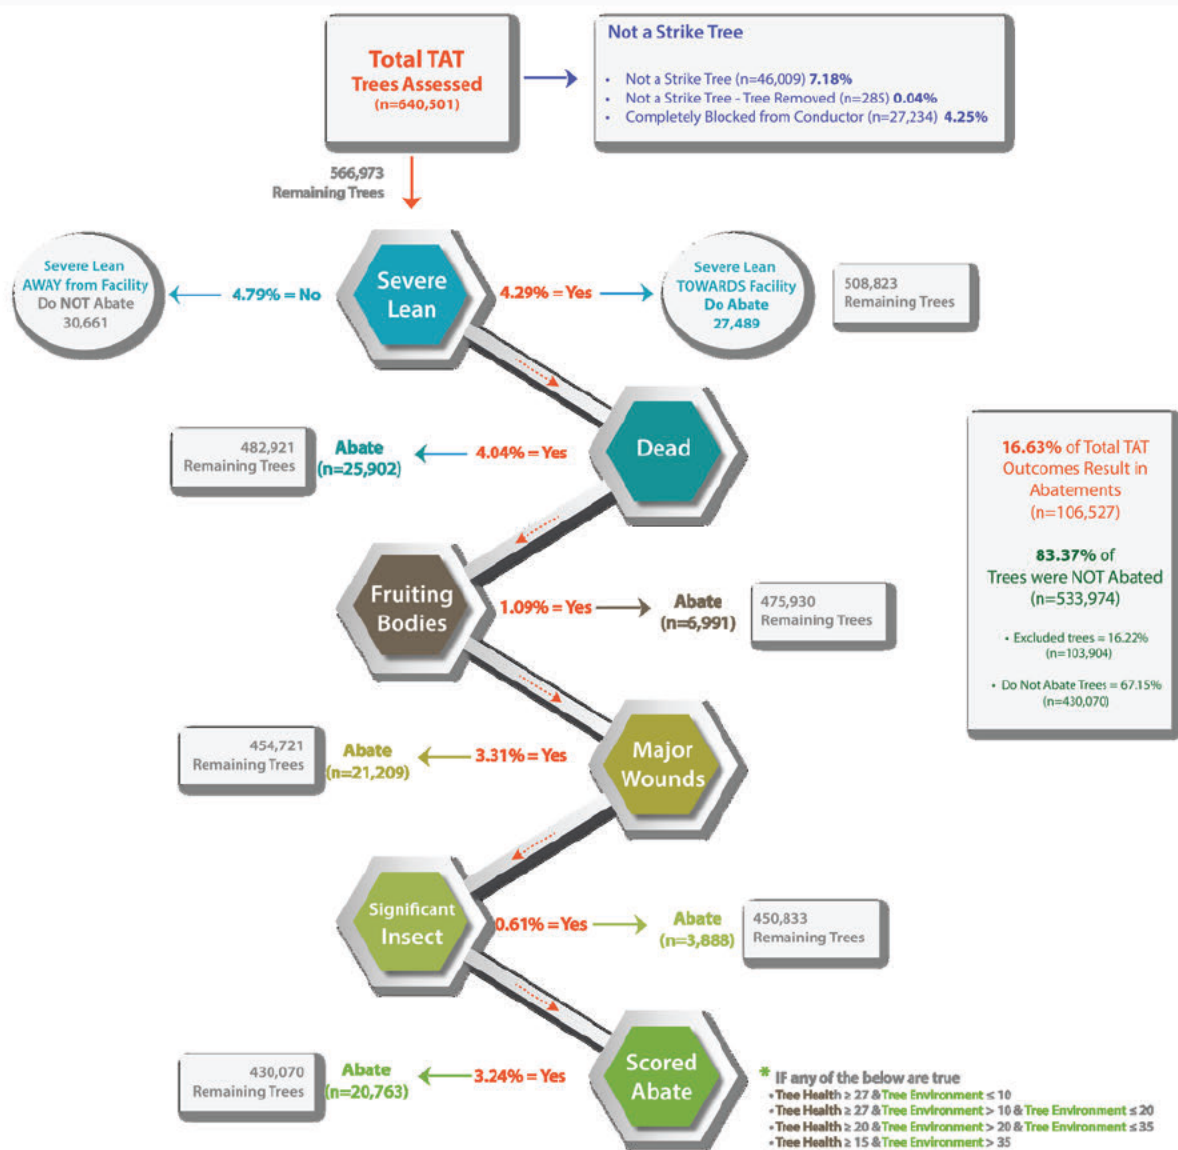 Total TAT
Trees Assessed
(n=640,501)
Not a Strike Tree
• Not a Strike Tree (n=46,009) 7.18%
• Not a Strike Tree - Tree Removed (n=285) 0.04%
• Completely Blocked from Conductor (n=27,234) 4.25%
566,973
Remaining Trees
Severe Lean
AWAY from Facility
Do NOT Abate
30,661
4.79% = No
Severe
Lean
4.29% = Yes
Severe Lean
TOWARDS Facility
Do Abate
27,489
508,823
Remaining Trees
482,921
Remaining Trees
Abate
(n=25,902)
4.04% = Yes
Dead
16.63% of Total TAT
Outcomes Result in
Abatements
(n=106,527)
83.37% of
Trees were NOT Abated
(n=533,974)
• Excluded trees = 16.22%
(n=103,904)
• Do Not Abate Trees = 67.15%
(n=430,070)
Fruiting
Bodies
1.09% = Yes
Abate
(n=6,991)
475,930
Remaining Trees
454,721
Remaining Trees
Abate
(n=21,209)
3.31% = Yes
Major
Wounds
Significant
Insect
0.61% = Yes
Abate
(n=3,888)
450,833
Remaining Trees
430,070
Remaining Trees
Abate
(n=20,763)
3.24% = Yes
Scored
Abate
* IF any of the below are true
• Tree Health ≥ 27 & Tree Environment ≤ 10
• Tree Health ≥ 27 & Tree Environment > 10 & Tree Environment ≤ 20
• Tree Health ≥ 20 & Tree Environment > 20 & Tree Environment ≤ 35
• Tree Health ≥ 15 & Tree Environment > 35